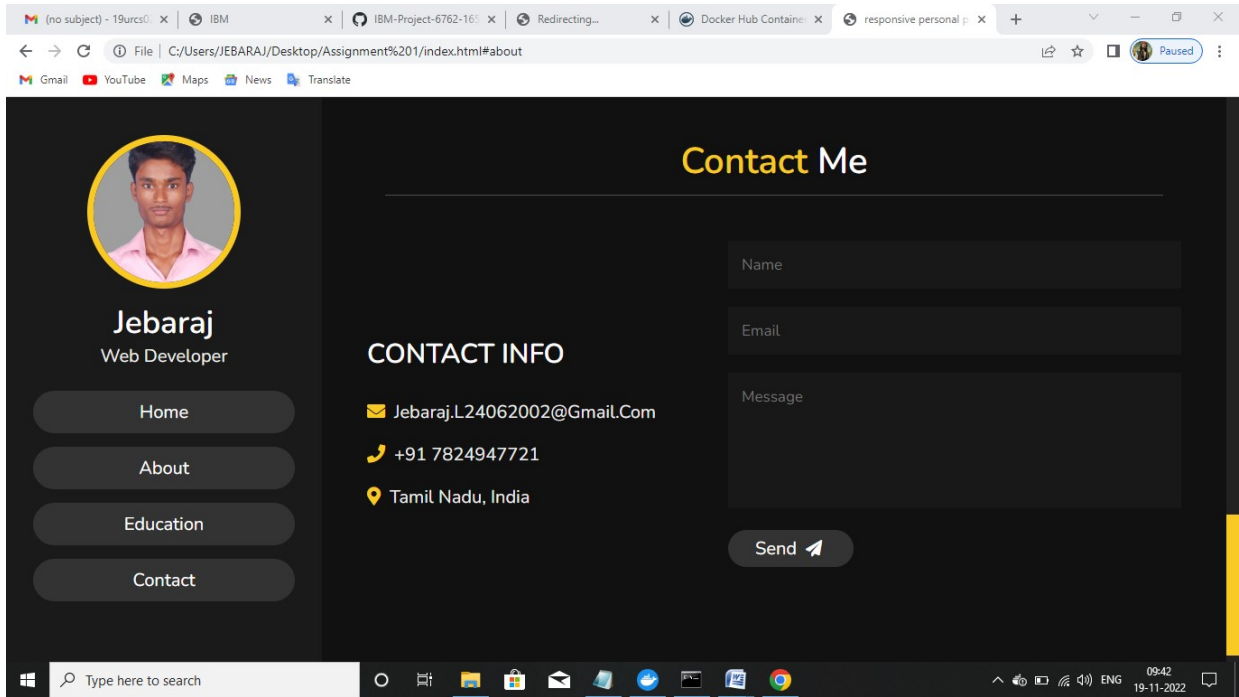 (no subject) - 19urcs0
IBM
IBM-Project-6762-165
Redirecting...
Docker Hub Container
responsive personal p
File | C:/Users/JEBARAJ/Desktop/Assignment%201/index.html#about
Paused
Gmail YouTube Maps News Translate
Jebaraj
Web Developer
Home
About
Education
Contact
Contact Me
CONTACT INFO
Jebaraj.L24062002@Gmail.Com
+91 7824947721
Tamil Nadu, India
Name
Email
Message
Send
Type here to search
ENG
09:42
19-11-2022